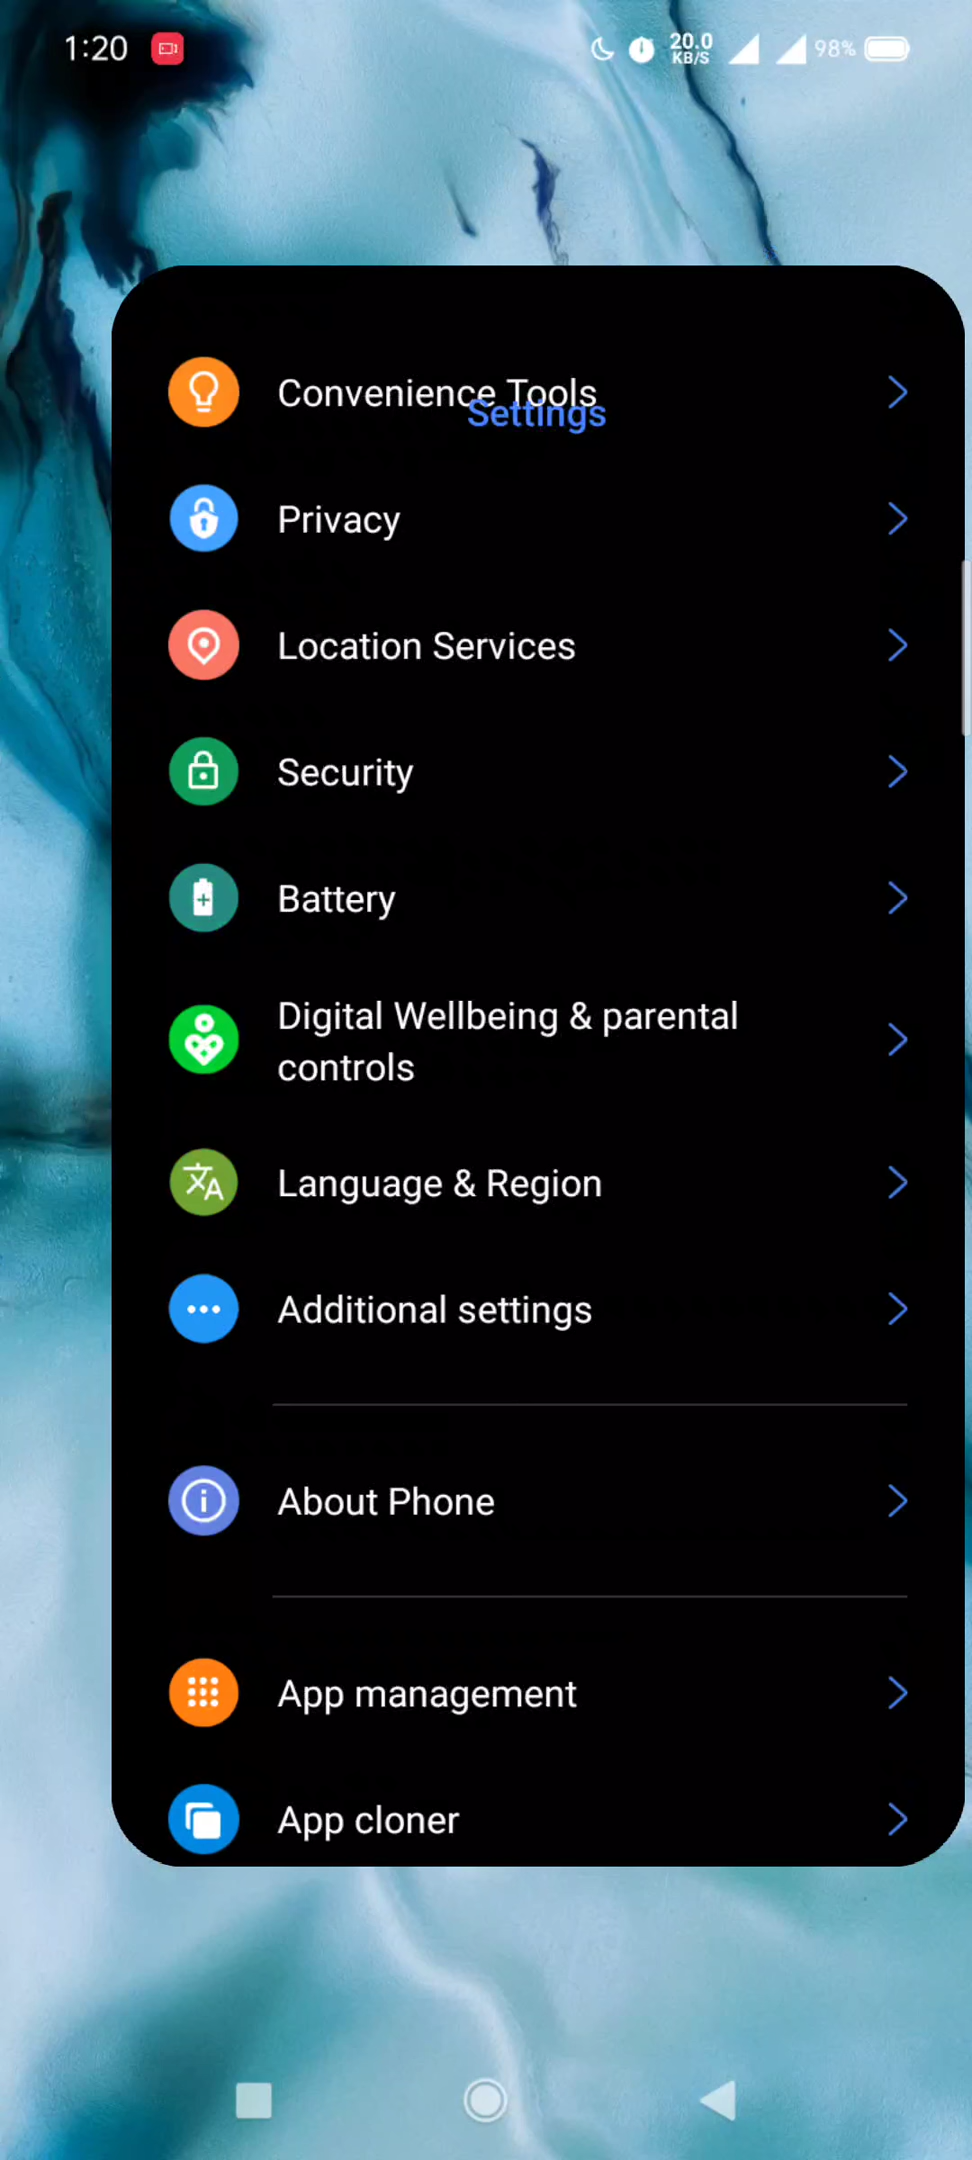 1:20
20.0
KB/S
98%
Convenience Tools
Settings
Privacy
Location Services
Security
Battery
Digital Wellbeing & parental
controls
Language & Region
Additional settings
About Phone
App management
App cloner